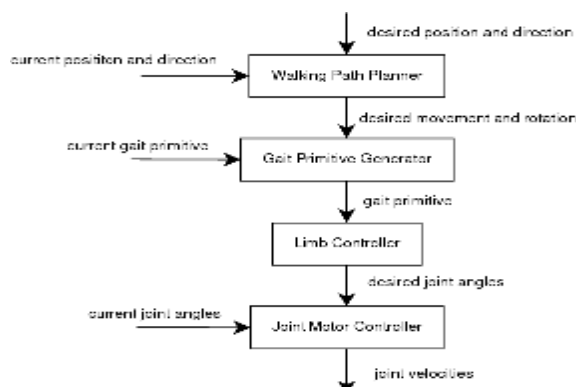 desired position and direction
current posititen and direction
Walking Path Planner
desired movement and rotation
current gait primitive
Gait Primitive Generator
gait primitive
Limb Controller
desired joint angles
current joint angles
Joint Motor Controller
joint velocities